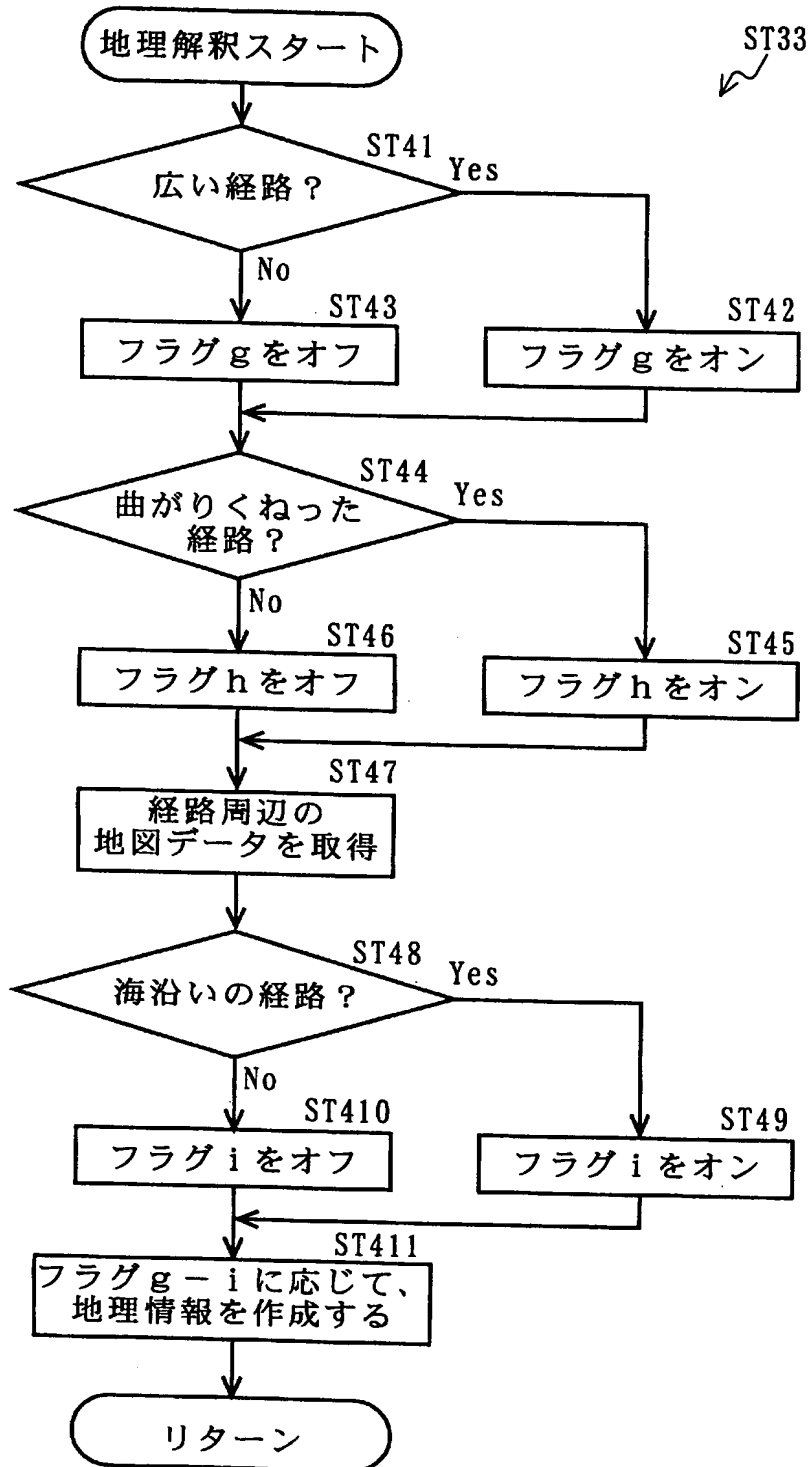 地理解釈スタート
ST33
ST41
広い経路?
Yes
No
ST43
フラグgをオフ
ST42
フラグgをオン
ST44
曲がりくねった
経路?
Yes
No
ST46
フラグhをオフ
ST45
フラグhをオン
ST47
経路周辺の
地図データを取得
ST48
海沿いの経路?
Yes
No
ST410
フラグiをオフ
ST49
フラグiをオン
ST411
フラグg-iに応じて、
地理情報を作成する
リターン